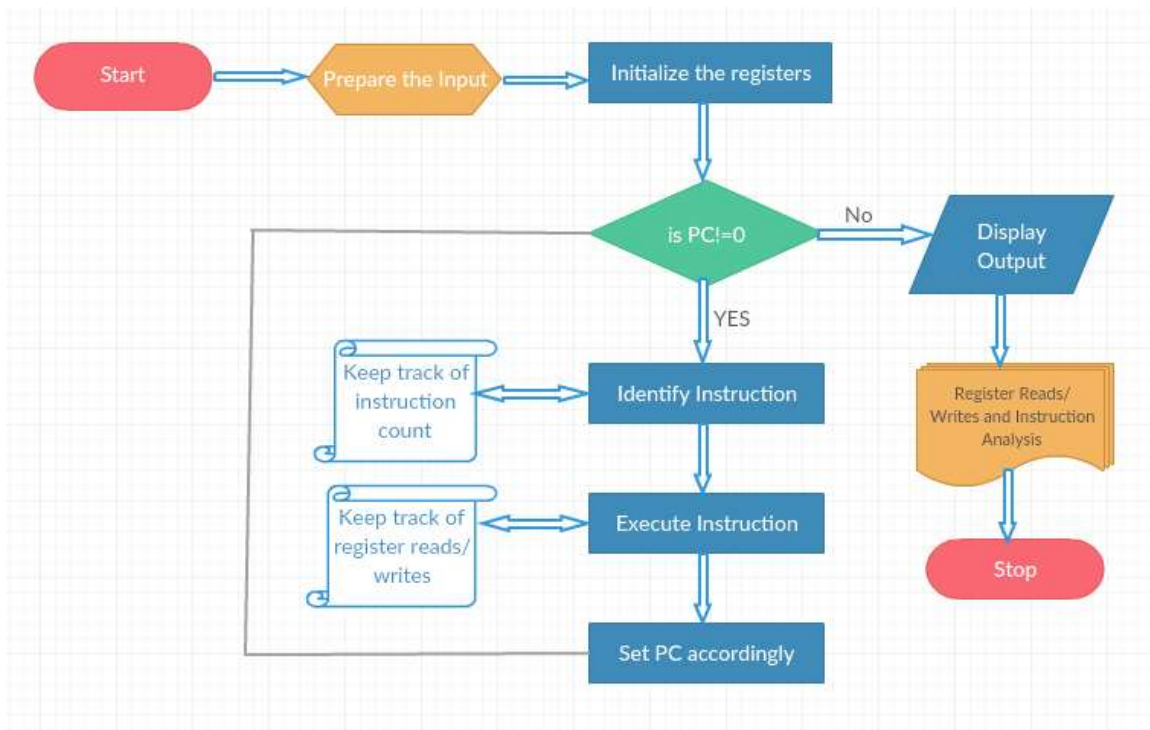 Start
Prepare the Input
Initialize the registers
is PC!=0
No
Display
Output
YES
Keep track of
instruction
count
Identify Instruction
Register Reads/
Writes and Instruction
Analysis
Keep track of
register reads/
writes
Execute Instruction
Stop
Set PC accordingly